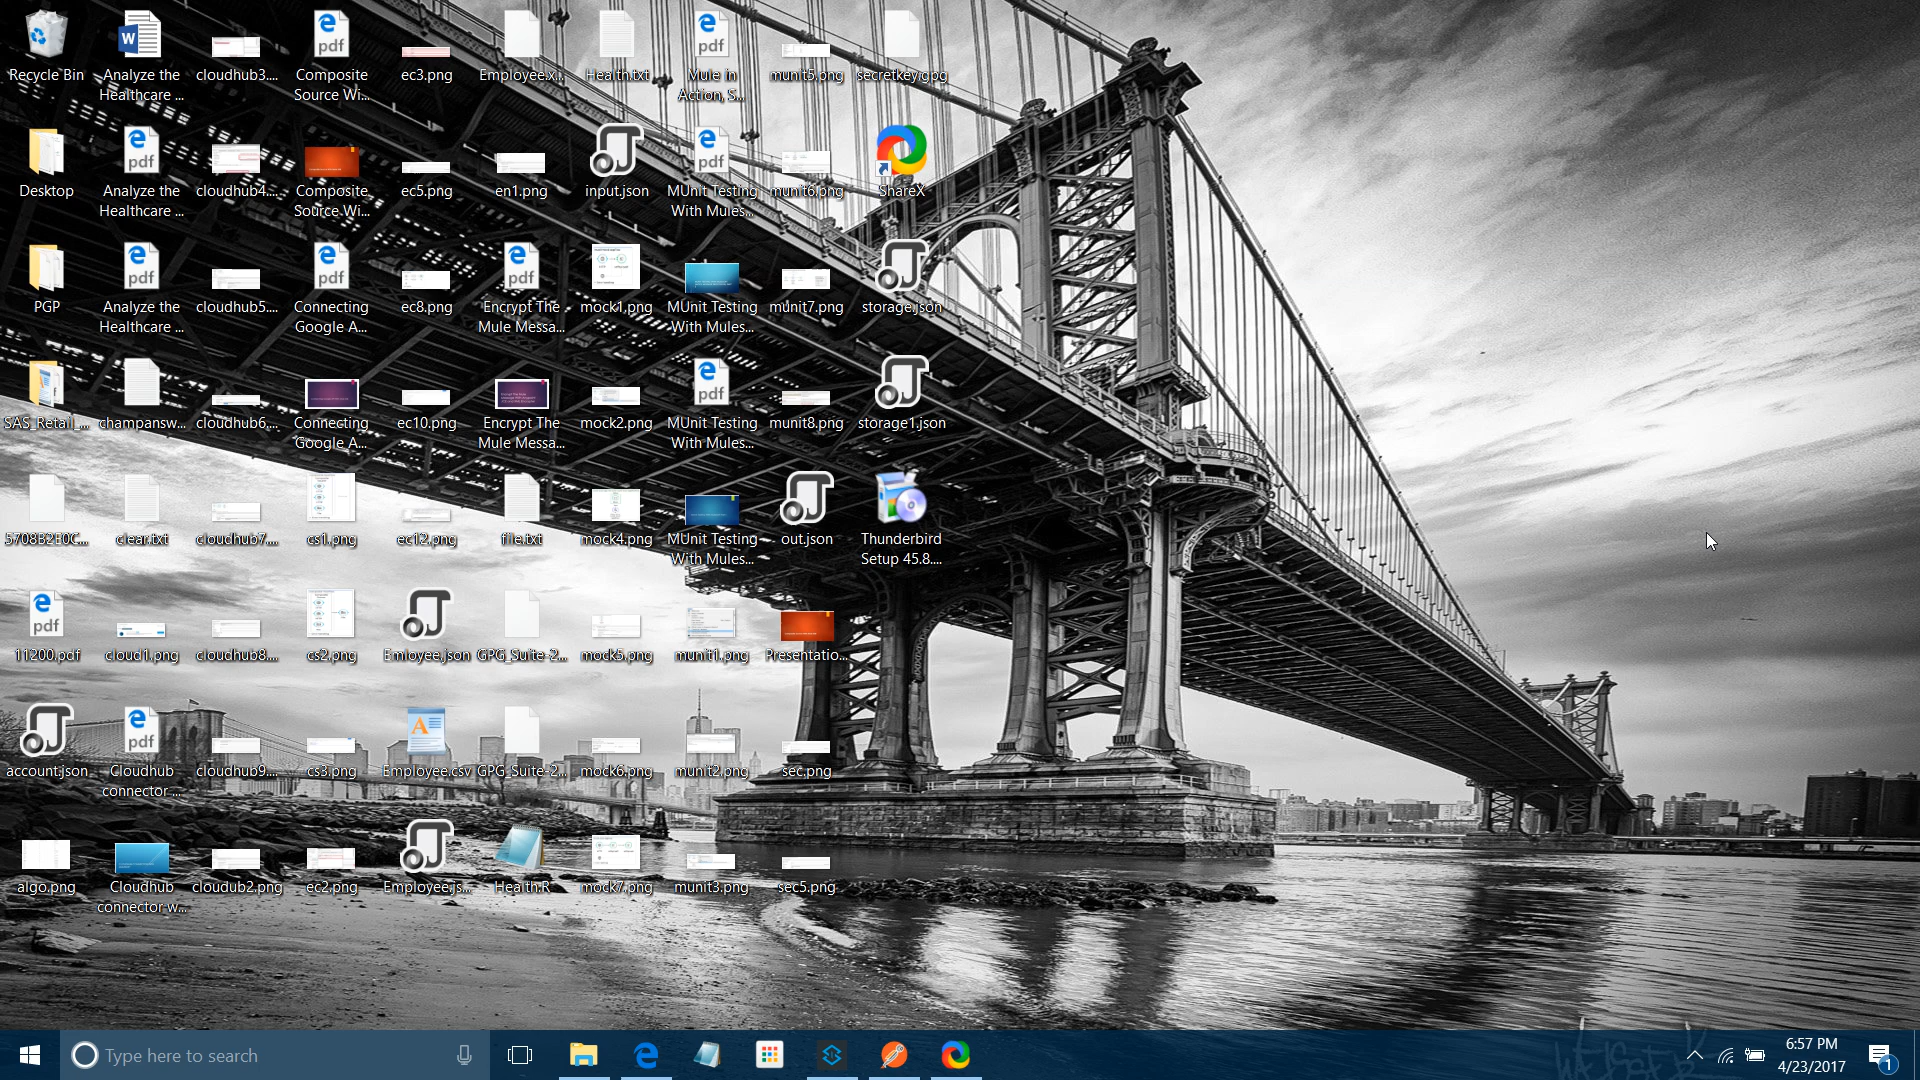 Recycle Bin
Analyze the
Healthcare ...
cloudhub3....
Composite
Source Wi...
ec3.png
Employee.x...
Health.txt
Mule in
Action, S...
munit5.png
secretkey.gpg
Desktop
Analyze the
Healthcare ...
cloudhub4....
Composite
Source Wi...
ec5.png
en1.png
input.json
MUnit Testing
With Mules...
munit6.png
ShareX
PGP
Analyze the
Healthcare ...
cloudhub5....
Connecting
Google A...
ec8.png
Encrypt The
Mule Messa...
mock1.png
MUnit Testing
With Mules...
munit7.png
storage.json
SAS_Retail_...
champansw...
cloudhub6....
Connecting
Google A...
ec10.png
Encrypt The
Mule Messa...
mock2.png
MUnit Testing
With Mules...
munit8.png
storage1.json
5708B2E0C...
clear.txt
cloudhub7....
cs1.png
ec12.png
file.txt
mock4.png
MUnit Testing
With Mules...
out.json
Thunderbird
Setup 45.8....
11200.pdf
cloud1.png
cloudhub8....
cs2.png
Emloyee.json
GPG_Suite-2...
mock5.png
munit1.png
Presentatio...
account.json
Cloudhub
connector ...
cloudhub9....
cs3.png
Employee.csv
GPG_Suite-2...
mock6.png
munit2.png
sec.png
algo.png
Cloudhub
connector w...
cloudub2.png
ec2.png
Employee.js...
Health.R
mock7.png
munit3.png
sec5.png
Type here to search
6:57 PM
4/23/2017
1